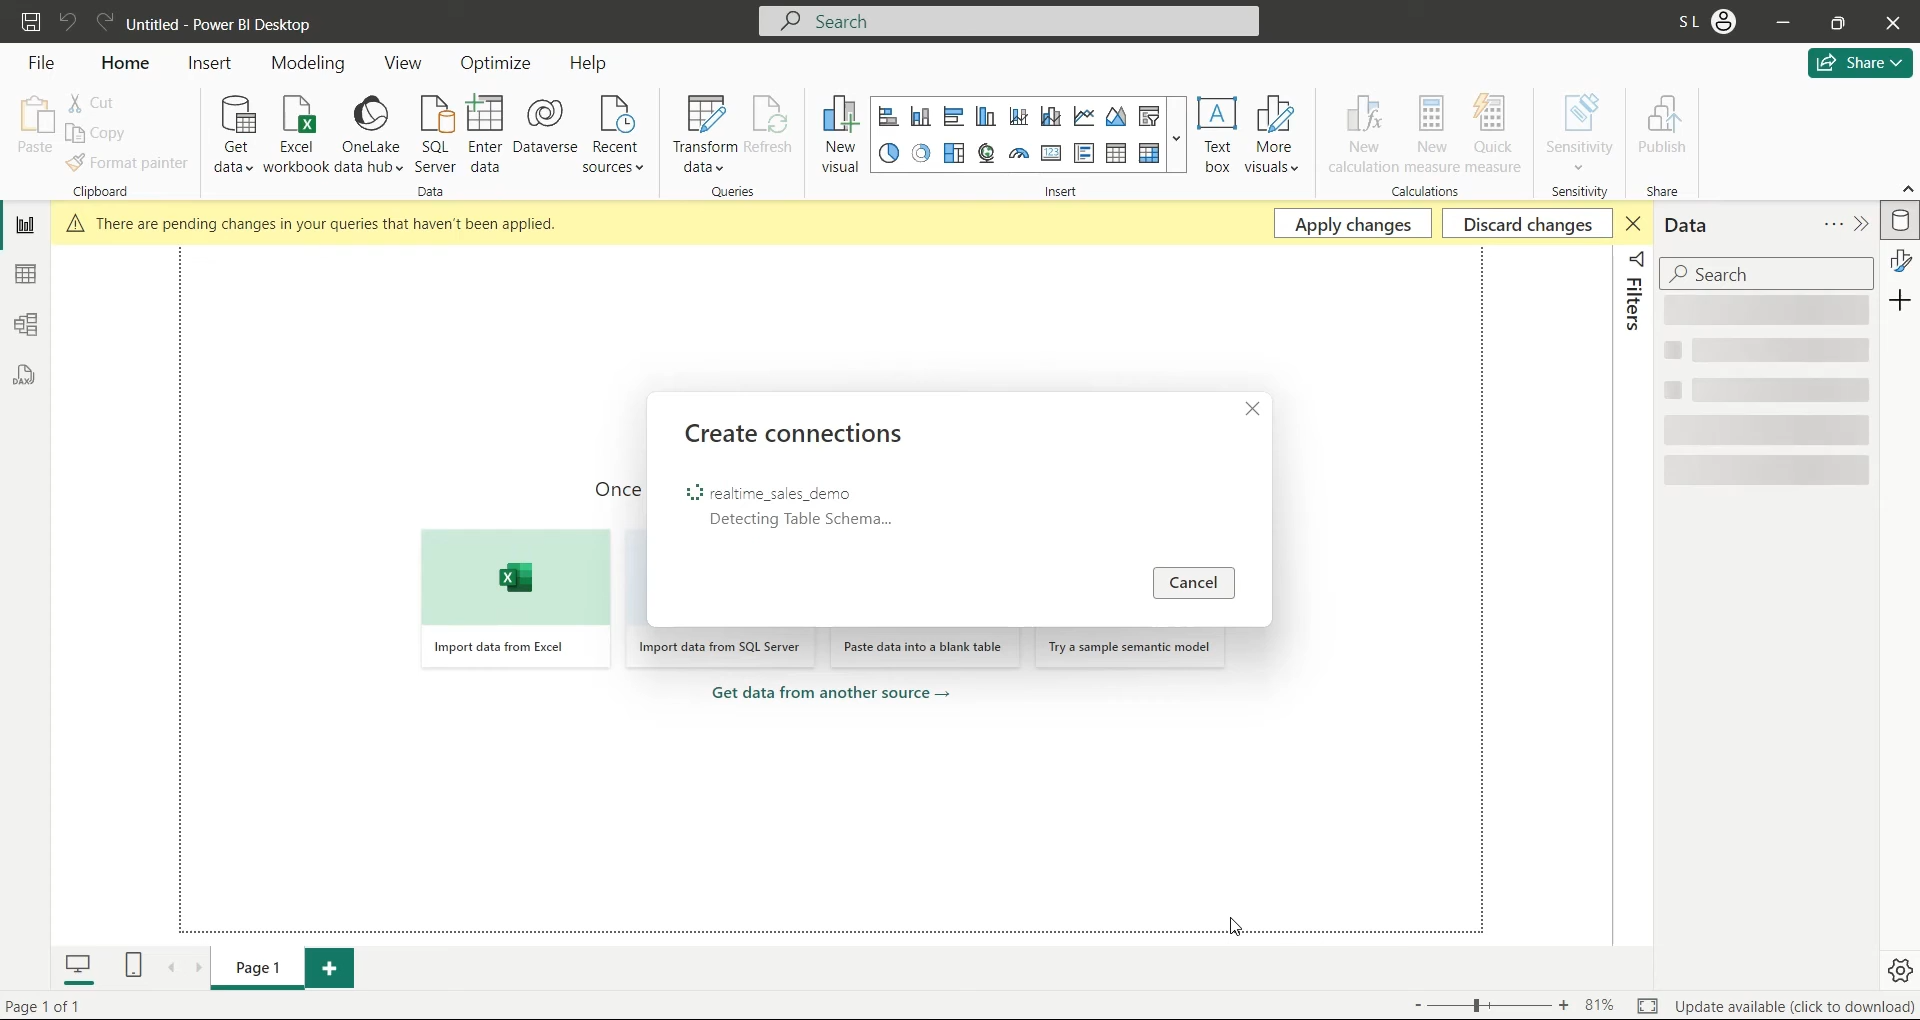 Untitled - Power BI Desktop
Search
S L
File Home Insert Modeling View Optimize Help
Share
Paste
Cut
Copy
Format painter
Clipboard
Get data
Excel workbook
OneLake data hub
SQL Server
Enter data
Dataverse
Recent sources
Data
Transform data
Refresh
Queries
New visual
123
Insert
A
Text box
More visuals
New calculation
New measure
Quick measure
Calculations
Sensitivity
Sensitivity
Publish
Share
There are pending changes in your queries that haven't been applied.
Apply changes
Discard changes
Data
Search
Filters
DAX
Create connections
realtime_sales_demo
Detecting Table Schema...
Cancel
Once
Import data from Excel
Import data from SQL Server
Paste data into a blank table
Try a sample semantic model
Get data from another source →
Page 1
Page 1 of 1
- + 81%
Update available (click to download)